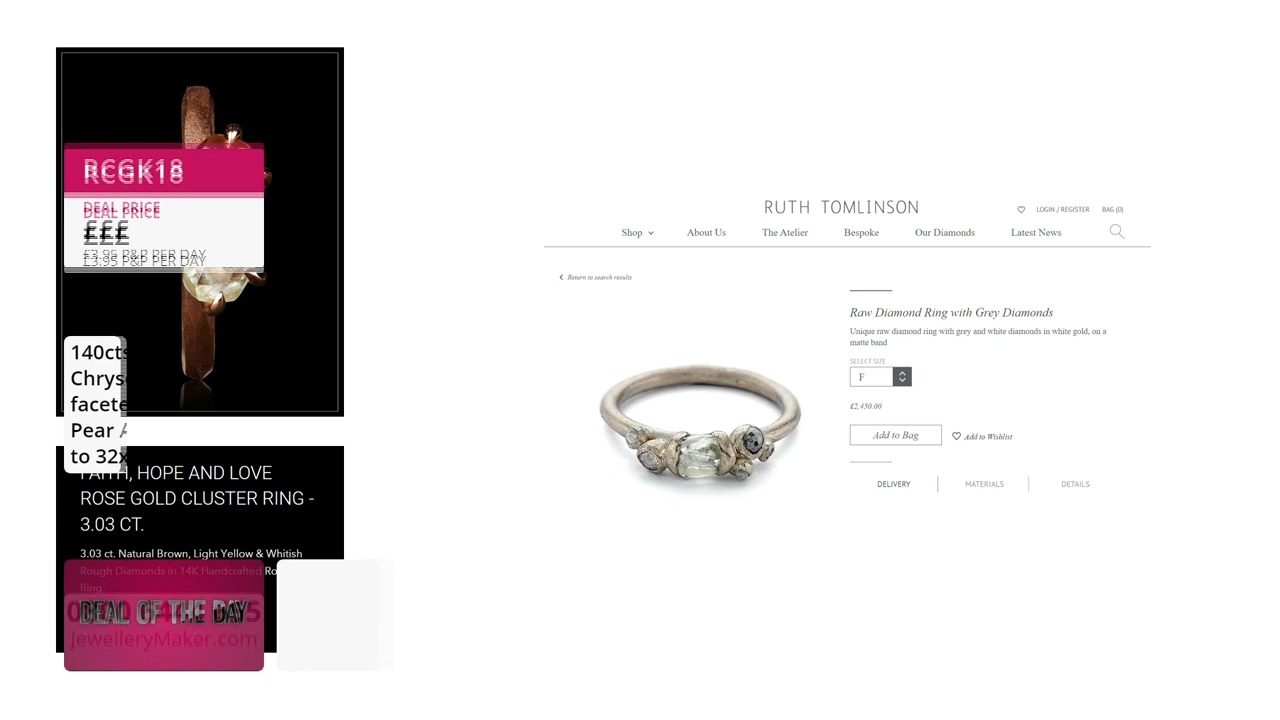 RCGK18
DEAL PRICE
£££
£3.95 P&P PER DAY
140cts
faceted
Pear
to 32x
FAITH, HOPE AND LOVE
ROSE GOLD CLUSTER RING -
3.03 CT.
3.03 ct. Natural Brown, Light Yellow & Whitish
Rough Diamonds in 14K Handcrafted
Ring
DEAL OF THE DAY
JewelleryMaker.com
RUTH TOMLINSON
LOGIN / REGISTER BAG (0)
Shop About Us The Atelier Bespoke Our Diamonds Latest News
Return to search results
Raw Diamond Ring with Grey Diamonds
Unique raw diamond ring with grey and white diamonds in white gold, on a
matte band
SELECT SIZE
F
£2,450.00
Add to Bag Add to Wishlist
DELIVERY MATERIALS DETAILS